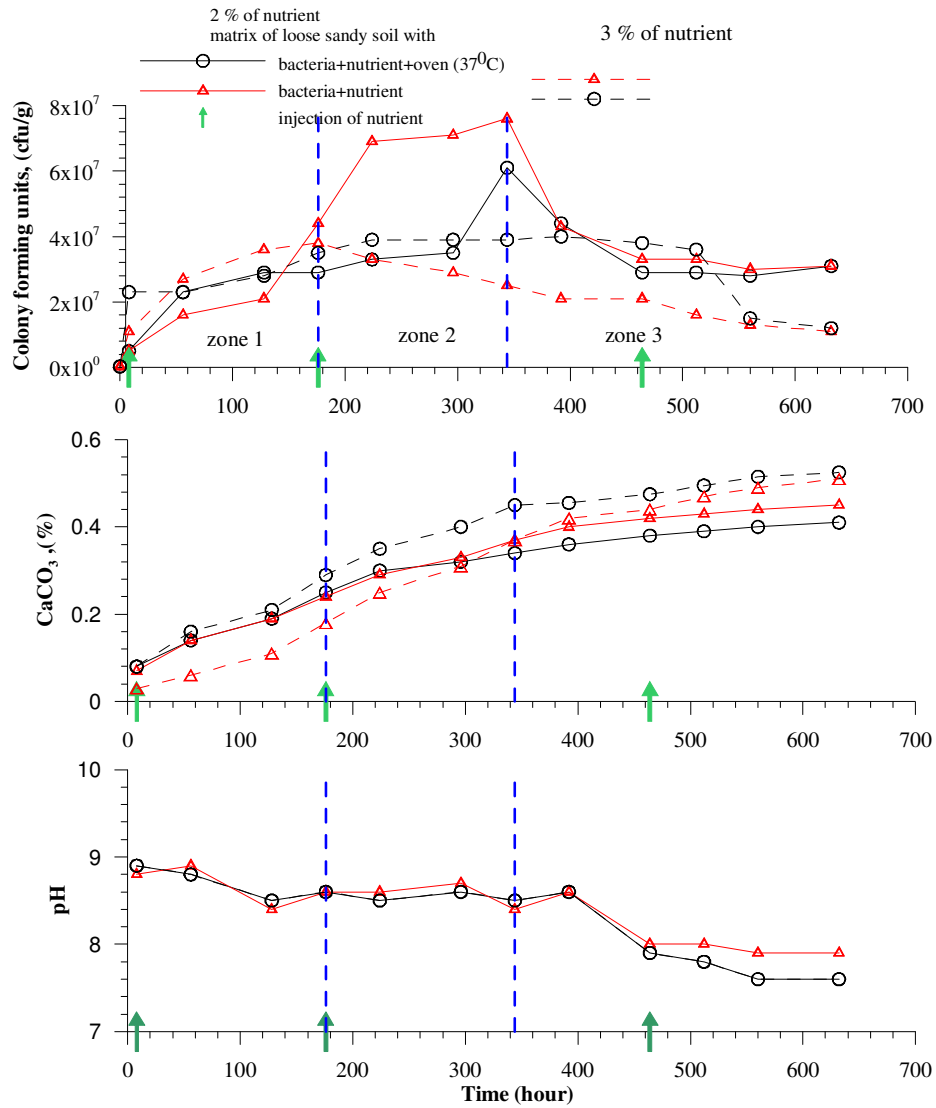 2 % of nutrient
matrix of loose sandy soil with
3 % of nutrient
bacteria+nutrient+oven (37⁰C)
bacteria+nutrient
injection of nutrient
Colony forming units, (cfu/g)
8x10⁷
6x10⁷
4x10⁷
2x10⁷
0x10⁰
zone 1
zone 2
zone 3
0 100 200 300 400 500 600 700
CaCO₃,(%)
0.6
0.4
0.2
0
0 100 200 300 400 500 600 700
pH
10
9
8
7
0 100 200 300 400 500 600 700
Time (hour)